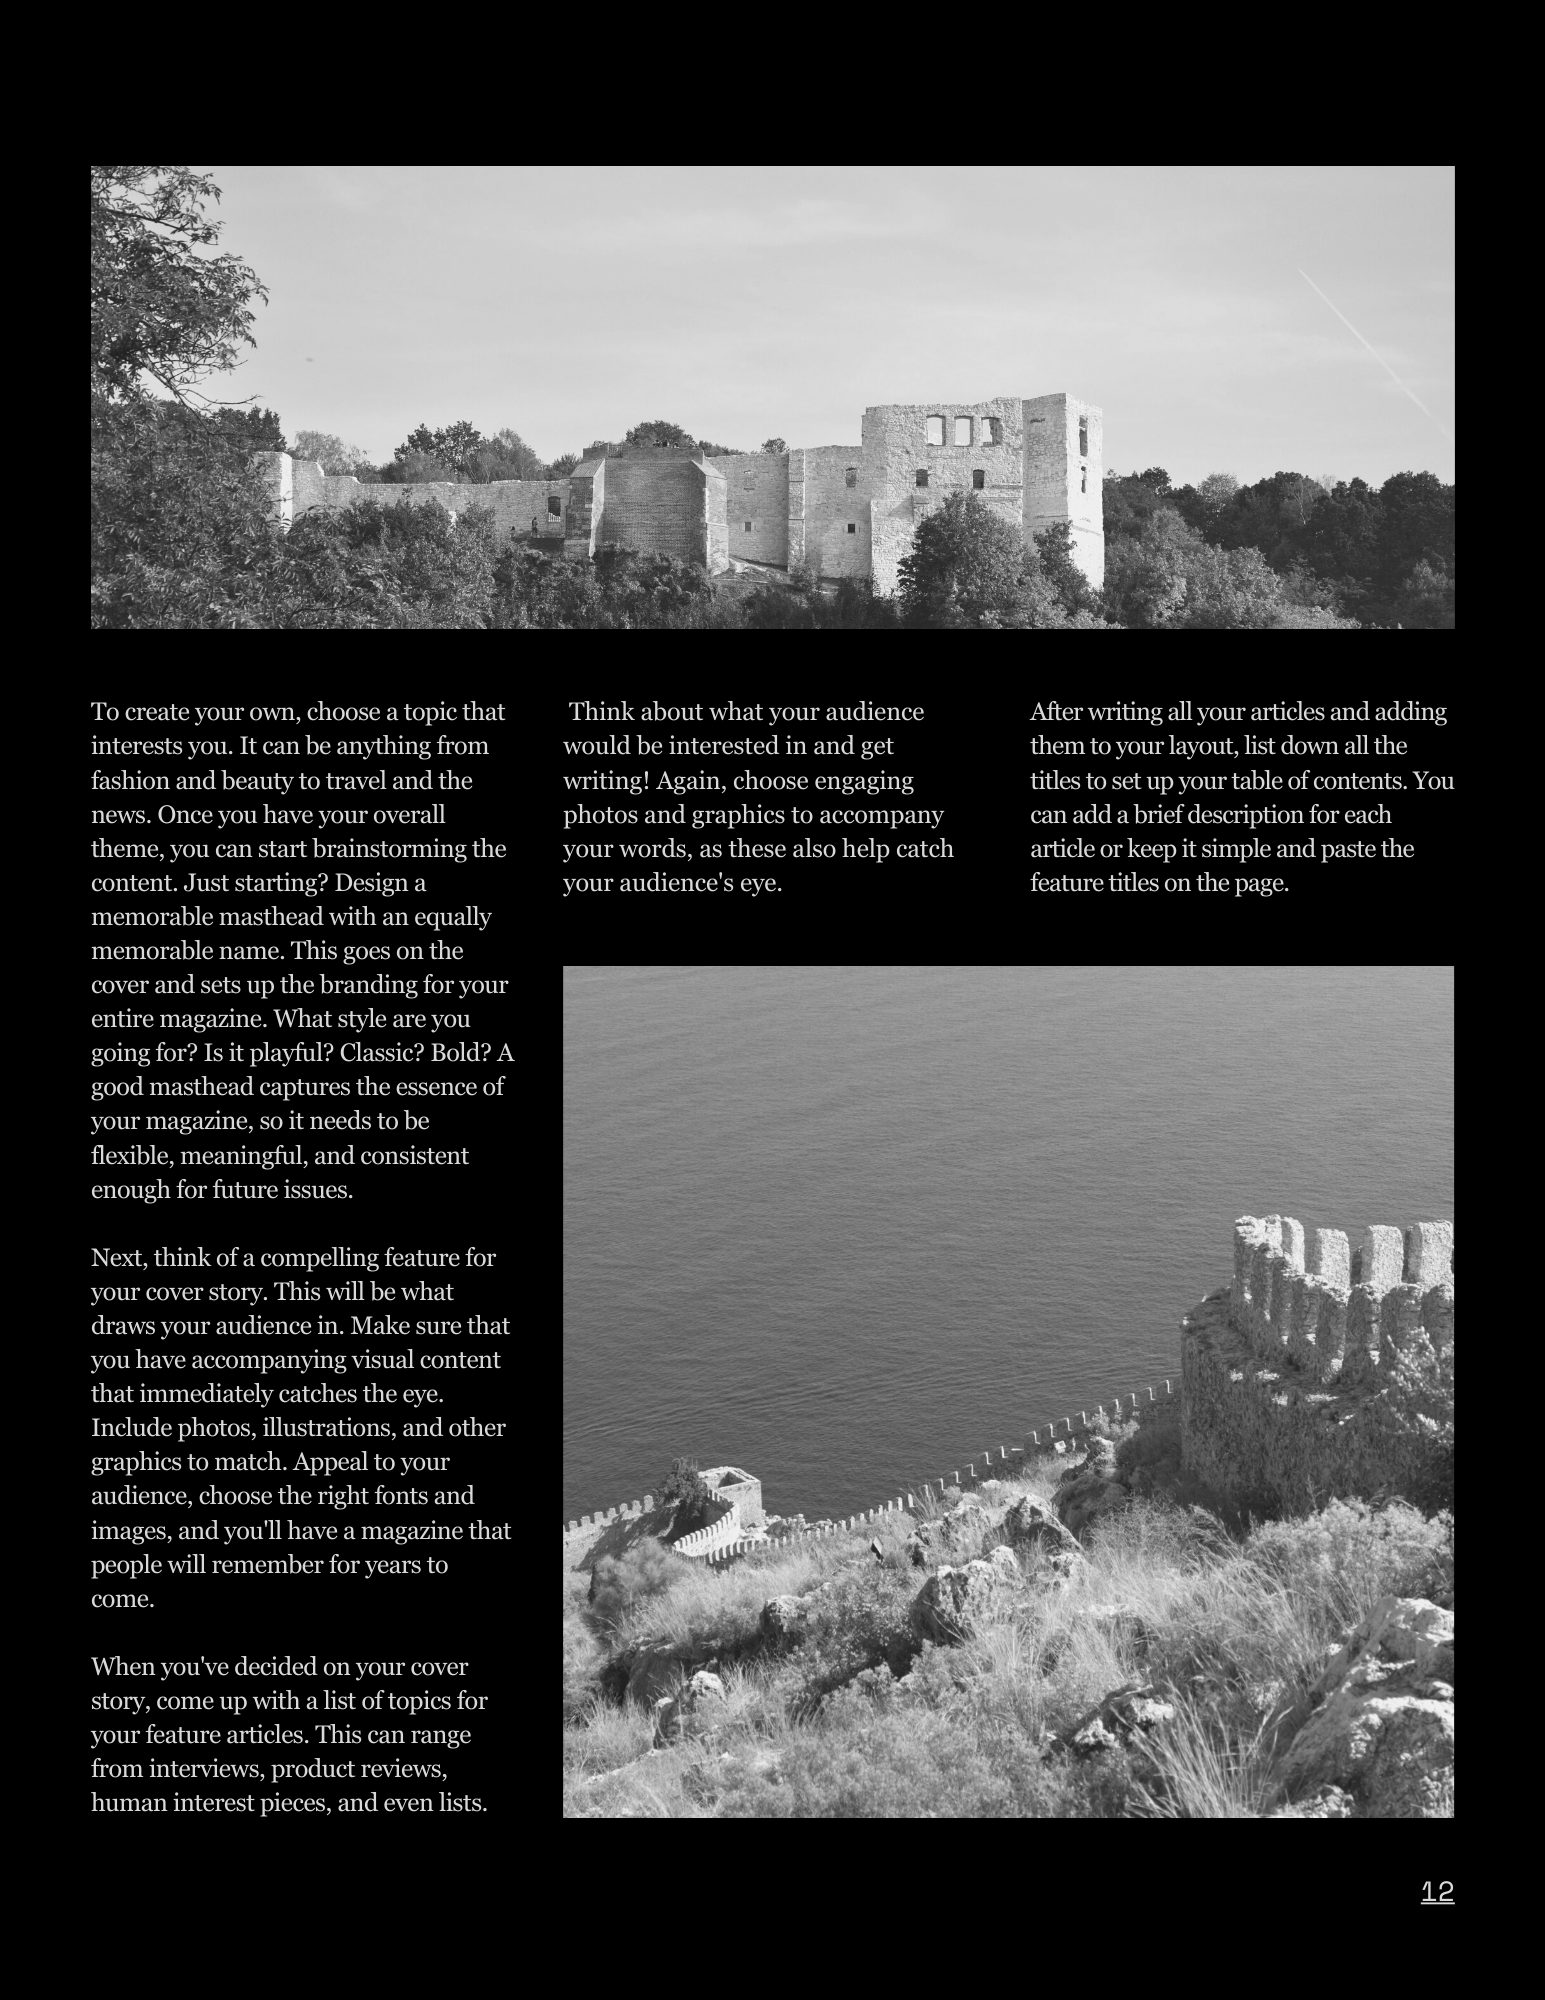 To create your own, choose a topic that
interests you. It can be anything from
fashion and beauty to travel and the
news. Once you have your overall
theme, you can start brainstorming the
content. Just starting? Design a
memorable masthead with an equally
memorable name. This goes on the
cover and sets up the branding for your
entire magazine. What style are you
going for? Is it playful? Classic? Bold? A
good masthead captures the essence of
your magazine, so it needs to be
flexible, meaningful, and consistent
enough for future issues.
Next, think of a compelling feature for
your cover story. This will be what
draws your audience in. Make sure that
you have accompanying visual content
that immediately catches the eye.
Include photos, illustrations, and other
graphics to match. Appeal to your
audience, choose the right fonts and
images, and you'll have a magazine that
people will remember for years to
come.
When you've decided on your cover
story, come up with a list of topics for
your feature articles. This can range
from interviews, product reviews,
human interest pieces, and even lists.
Think about what your audience
would be interested in and get
writing! Again, choose engaging
photos and graphics to accompany
your words, as these also help catch
your audience's eye.
After writing all your articles and adding
them to your layout, list down all the
titles to set up your table of contents. You
can add a brief description for each
article or keep it simple and paste the
feature titles on the page.
12